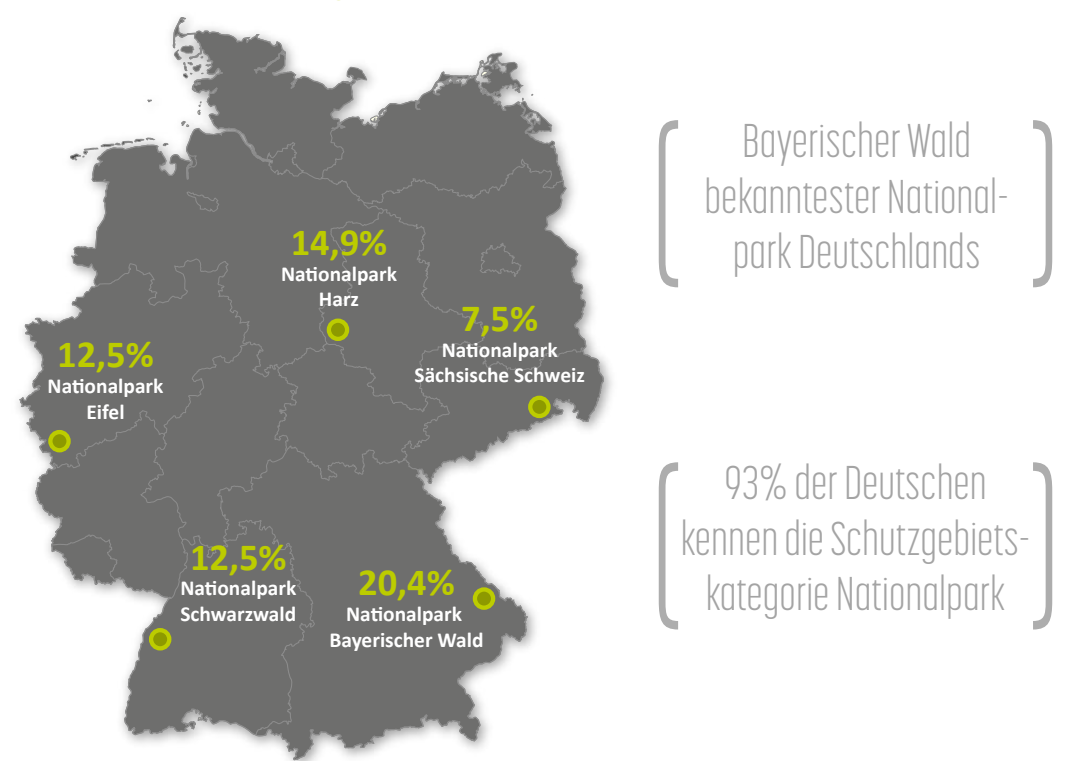 Bayerischer Wald
bekanntester National-
park Deutschlands
14,9%
Nationalpark
Harz
7,5%
Nationalpark
Sächsische Schweiz
12,5%
Nationalpark
Eifel
93% der Deutschen
kennen die Schutzgebiets-
kategorie Nationalpark
12,5%
Nationalpark
Schwarzwald
20,4%
Nationalpark
Bayerischer Wald